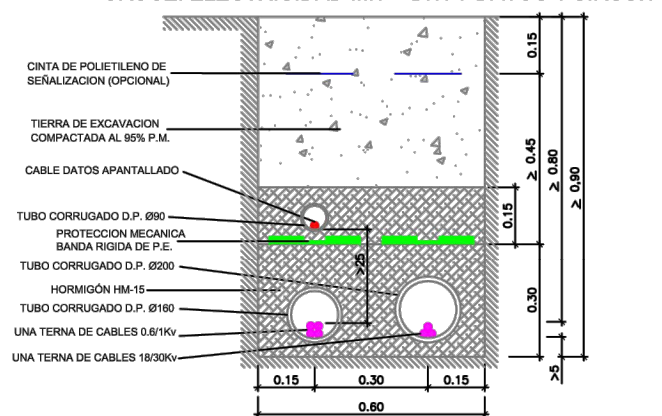 CINTA DE POLIETILENO DE
SEÑALIZACION (OPCIONAL)
TIERRA DE EXCAVACION
COMPACTADA AL 95% P.M.
CABLE DATOS APANTALLADO
TUBO CORRUGADO D.P. Ø90
PROTECCION MECANICA
BANDA RIGIDA DE P.E.
TUBO CORRUGADO D.P. Ø200
HORMIGÓN HM-15
TUBO CORRUGADO D.P. Ø160
UNA TERNA DE CABLES 0.6/1Kv
UNA TERNA DE CABLES 18/30Kv
0.15
≥ 0.45
≥ 0.80
≥ 0,90
0.15
>25
0.30
>5
0.15
0.30
0.15
0.60